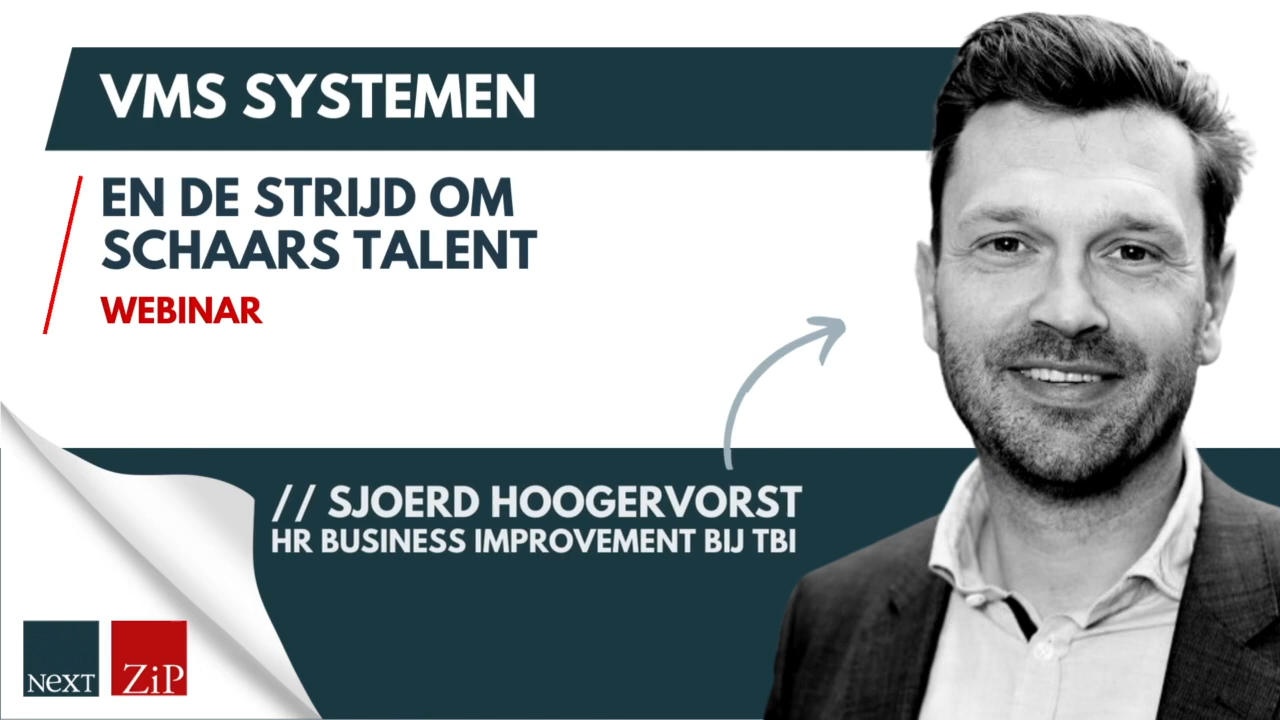 VMS SYSTEMEN
EN DE STRIJD OM
SCHAARS TALENT
WEBINAR
// SJOERD HOOGERVORST
HR BUSINESS IMPROVEMENT BIJ TBI
NeXT
ZiP